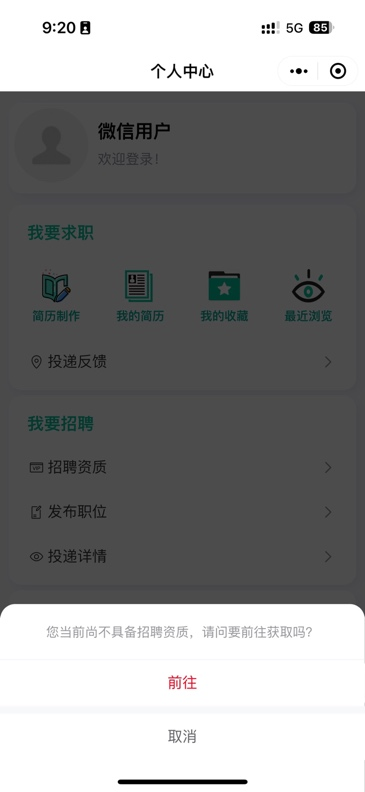 9:20
5G 85
个人中心
微信用户
欢迎登录！
我要求职
简历制作 我的简历 我的收藏 最近浏览
投递反馈
我要招聘
VIP 招聘资质
发布职位
投递详情
您当前尚不具备招聘资质，请问要前往获取吗?
前往
取消